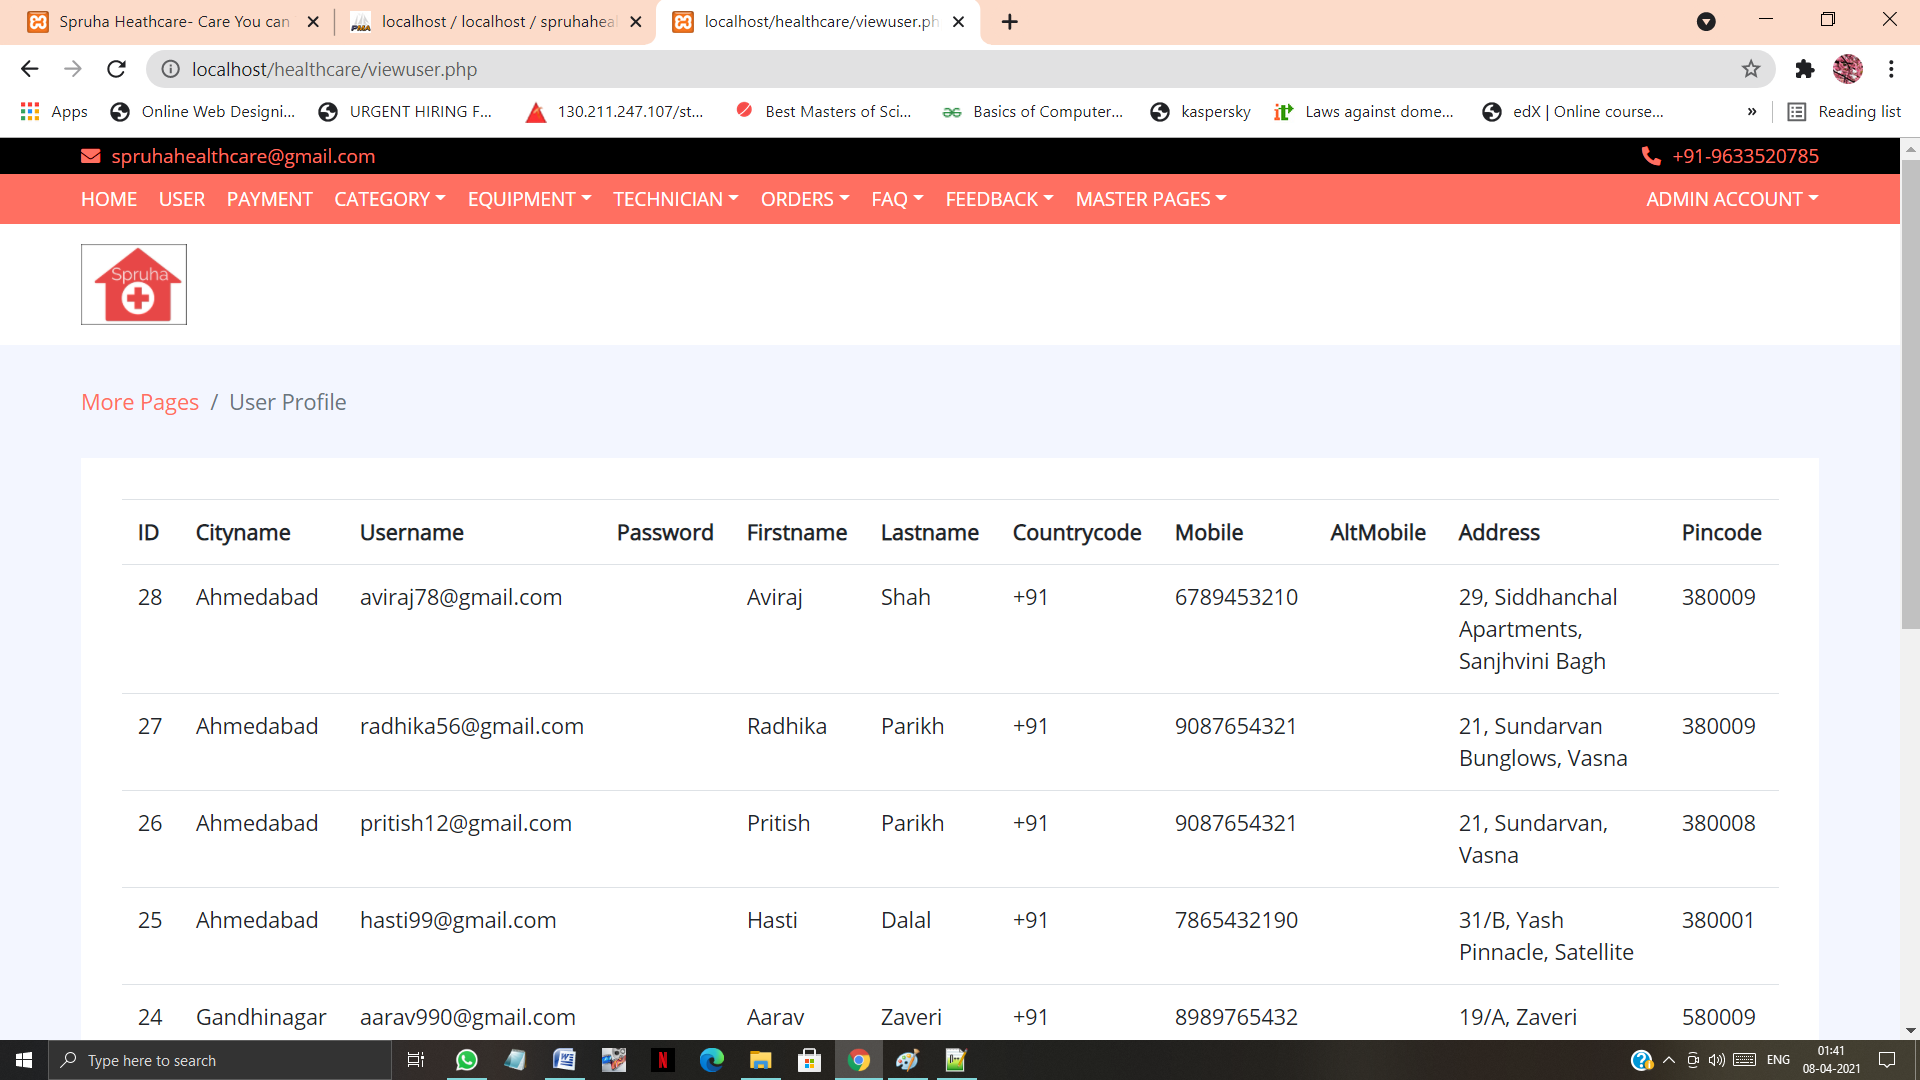 Spruha Heathcare- Care You can
localhost / localhost / spruhaheal
localhost/healthcare/viewuser.ph
localhost/healthcare/viewuser.php
Apps Online Web Designi... URGENT HIRING F... 130.211.247.107/st... Best Masters of Sci... Basics of Computer... kaspersky Laws against dome... edX | Online course... » Reading list
spruhahealthcare@gmail.com +91-9633520785
HOME USER PAYMENT CATEGORY EQUIPMENT TECHNICIAN ORDERS FAQ FEEDBACK MASTER PAGES ADMIN ACCOUNT
Spruha
More Pages / User Profile
ID Cityname Username Password Firstname Lastname Countrycode Mobile AltMobile Address Pincode
28 Ahmedabad aviraj78@gmail.com Aviraj Shah +91 6789453210 29, Siddhanchal 380009
Apartments,
Sanjhvini Bagh
27 Ahmedabad radhika56@gmail.com Radhika Parikh +91 9087654321 21, Sundarvan 380009
Bunglows, Vasna
26 Ahmedabad pritish12@gmail.com Pritish Parikh +91 9087654321 21, Sundarvan, 380008
Vasna
25 Ahmedabad hasti99@gmail.com Hasti Dalal +91 7865432190 31/B, Yash 380001
Pinnacle, Satellite
24 Gandhinagar aarav990@gmail.com Aarav Zaveri +91 8989765432 19/A, Zaveri 580009
Type here to search
ENG
01:41
08-04-2021